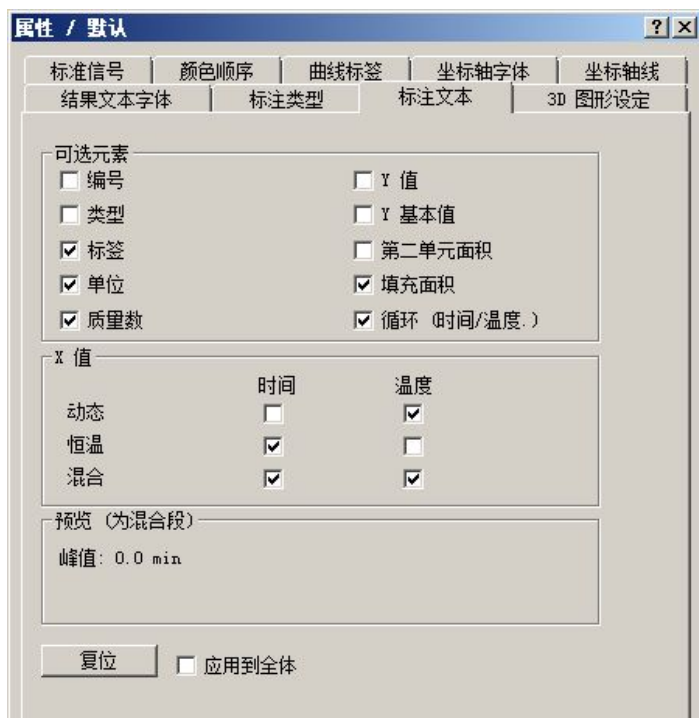 属性 / 默认
标准信号 颜色顺序 曲线标签 坐标轴字体 坐标轴线
结果文本字体 标注类型 标注文本 3D 图形设定
可选元素
编号 Y 值
类型 Y 基本值
标签 第二单元面积
单位 填充面积
质量数 循环 (时间/温度.)
X 值
时间 温度
动态
恒温
混合
预览 (为混合段)
峰值: 0.0 min
复位 应用到全体